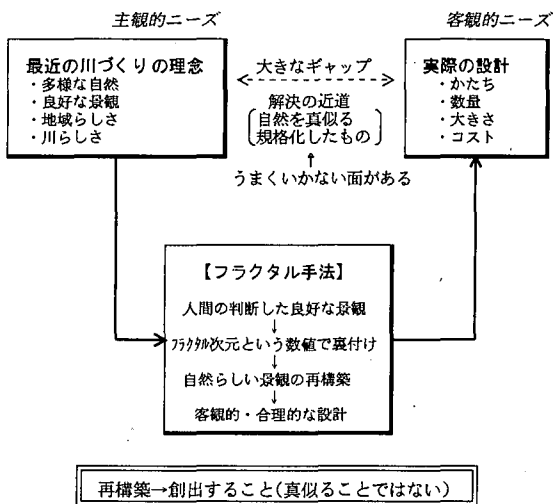 主観的ニーズ
客観的ニーズ
最近の川づくりの理念
・多様な自然
・良好な景観
・地域らしさ
・川らしさ
大きなギャップ
解決の近道
自然を真似る
規格化したもの
↑
うまくいかない面がある
実際の設計
・かたち
・数量
・大きさ
・コスト
【フラクタル手法】
人間の判断した良好な景観
↓
フラクタル次元という数値で裏付け
↓
自然らしい景観の再構築
↓
客観的・合理的な設計
再構築→創出すること(真似ることではない)